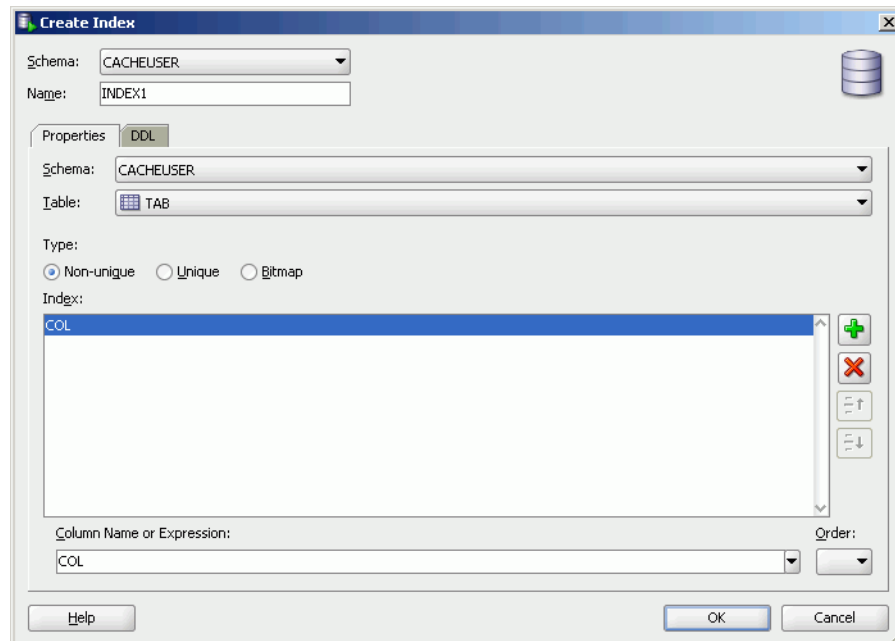 Create Index
Schema: CACHEUSER
Name: INDEX1
Properties DDL
Schema: CACHEUSER
Table: TAB
Type:
Non-unique Unique Bitmap
Index:
COL
Column Name or Expression: Order:
COL
Help OK Cancel